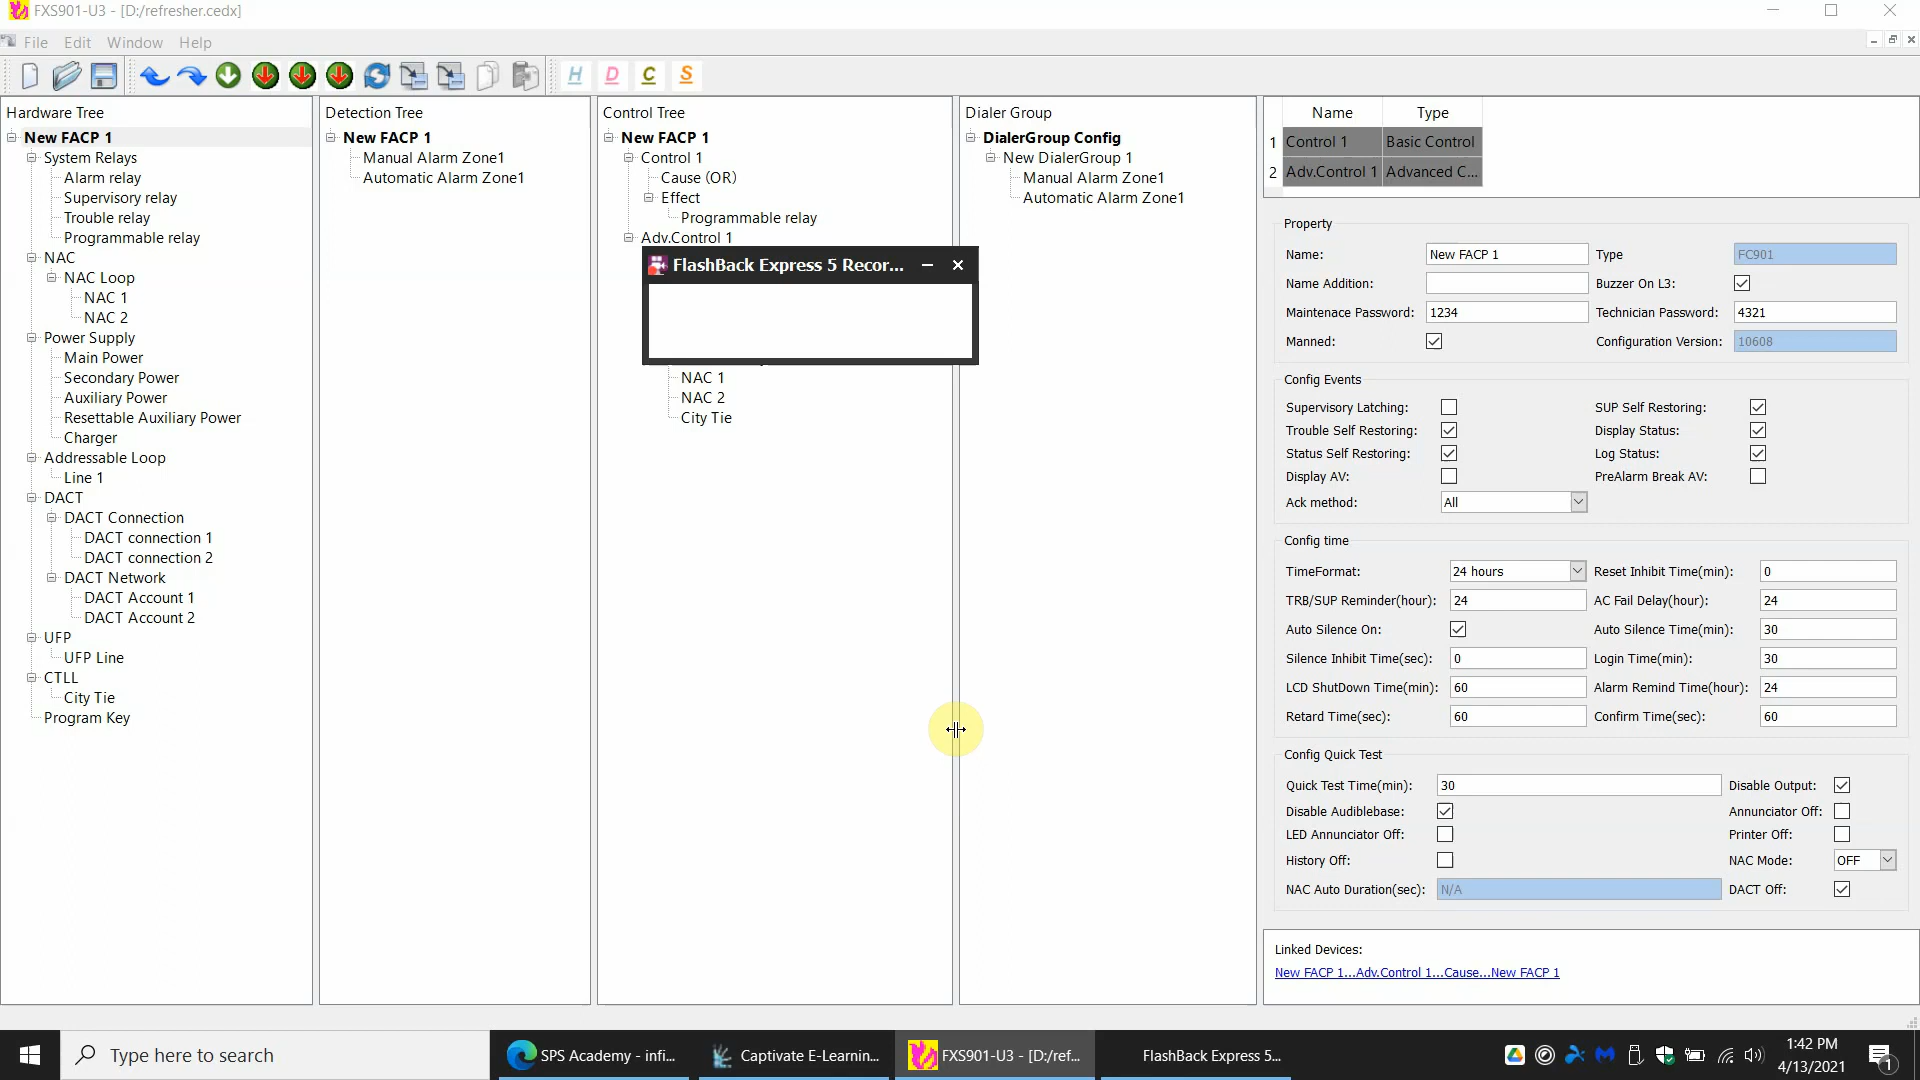 FXS901-U3 - [D:/refresher.cedx]
File Edit Window Help
H D C S
Hardware Tree
New FACP 1
System Relays
Alarm relay
Supervisory relay
Trouble relay
Programmable relay
NAC
NAC Loop
NAC 1
NAC 2
Power Supply
Main Power
Secondary Power
Auxiliary Power
Resettable Auxiliary Power
Charger
Addressable Loop
Line 1
DACT
DACT Connection
DACT connection 1
DACT connection 2
DACT Network
DACT Account 1
DACT Account 2
UFP
UFP Line
CTLL
City Tie
Program Key
Detection Tree
New FACP 1
Manual Alarm Zone1
Automatic Alarm Zone1
Control Tree
New FACP 1
Control 1
Cause (OR)
Effect
Programmable relay
Adv.Control 1
FlashBack Express 5 Recor...
NAC 1
NAC 2
City Tie
Dialer Group
DialerGroup Config
New DialerGroup 1
Manual Alarm Zone1
Automatic Alarm Zone1
Name Type
1 Control 1 Basic Control
2 Adv.Control 1 Advanced C...
Property
Name: New FACP 1 Type FC901
Name Addition: Buzzer On L3:
Maintenace Password: 1234 Technician Password: 4321
Manned: Configuration Version: 10608
Config Events
Supervisory Latching: SUP Self Restoring:
Trouble Self Restoring: Display Status:
Status Self Restoring: Log Status:
Display AV: PreAlarm Break AV:
Ack method: All
Config time
TimeFormat: 24 hours Reset Inhibit Time(min): 0
TRB/SUP Reminder(hour): 24 AC Fail Delay(hour): 24
Auto Silence On: Auto Silence Time(min): 30
Silence Inhibit Time(sec): 0 Login Time(min): 30
LCD ShutDown Time(min): 60 Alarm Remind Time(hour): 24
Retard Time(sec): 60 Confirm Time(sec): 60
Config Quick Test
Quick Test Time(min): 30 Disable Output:
Disable Audiblebase: Annunciator Off:
LED Annunciator Off: Printer Off:
History Off: NAC Mode: OFF
NAC Auto Duration(sec): N/A DACT Off:
Linked Devices:
New FACP 1...Adv.Control 1...Cause...New FACP 1
Type here to search
SPS Academy - infi...
Captivate E-Learnin...
FXS901-U3 - [D:/ref...
FlashBack Express 5...
1:42 PM
4/13/2021
1